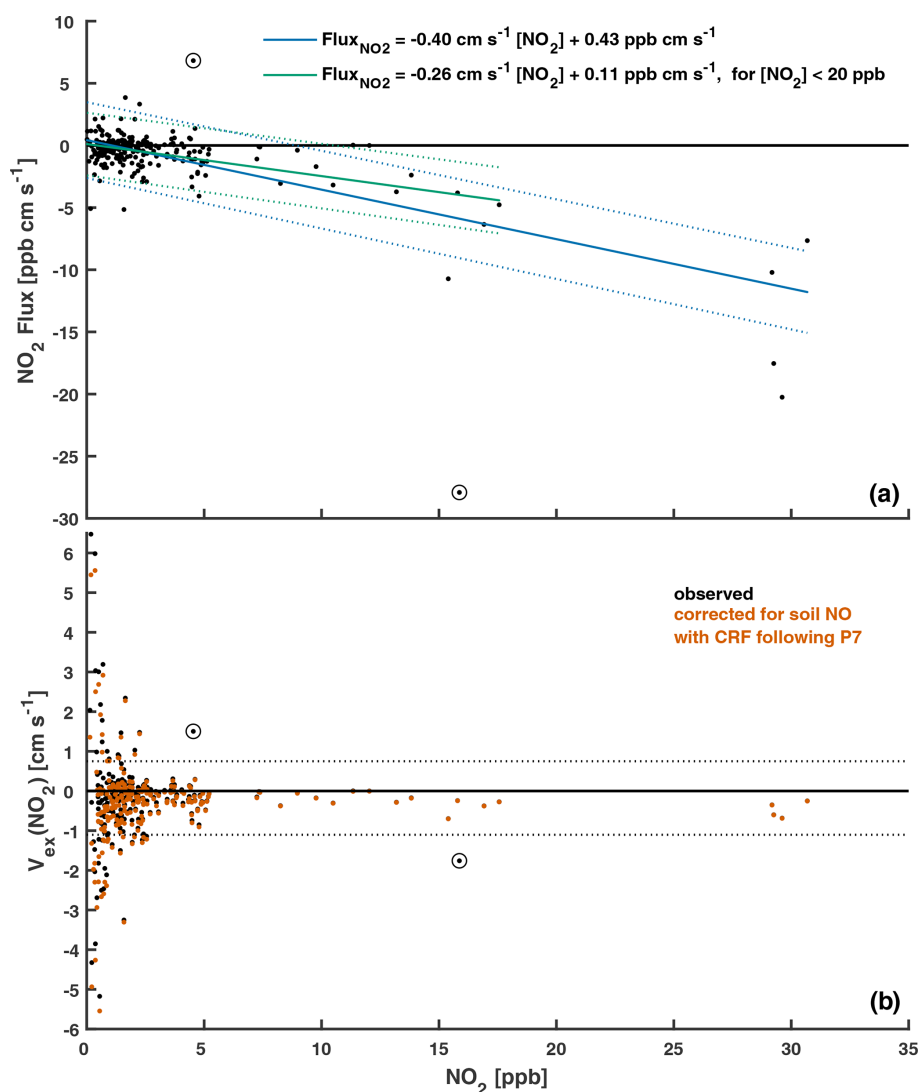 10
5
0
-5
-10
-15
-20
-25
-30
NO₂ Flux [ppb cm s⁻¹]
Flux_NO2 = -0.40 cm s⁻¹ [NO₂] + 0.43 ppb cm s⁻¹
Flux_NO2 = -0.26 cm s⁻¹ [NO₂] + 0.11 ppb cm s⁻¹, for [NO₂] < 20 ppb
(a)
6
5
4
3
2
1
0
-1
-2
-3
-4
-5
-6
V_ex(NO₂) [cm s⁻¹]
observed
corrected for soil NO
with CRF following P7
(b)
0 5 10 15 20 25 30 35
NO₂ [ppb]